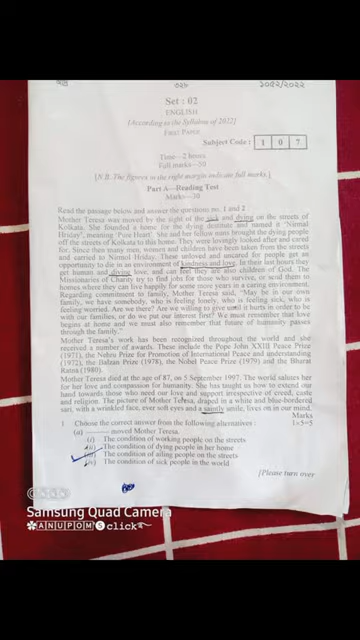 ১০৫২/২০২২
Set : 02
ENGLISH
[According to the Syllabus of 2022]
FIRST PAPER
Subject Code : 1 0 7
Time—2 hours
Full marks—50
[N.B. The figures in the right margin indicate full marks.]
Part A—Reading Test
Marks—30
Read the passage below and answer the questions no. 1 and 2 :
Mother Teresa was moved by the sight of the sick and dying on the streets of
Kolkata. She founded a home for the dying destitute and named it 'Nirmal
Hriday', meaning 'Pure Heart'. She and her fellow nuns brought the dying people
off the streets of Kolkata to this home. They were lovingly looked after and cared
for. Since then many men, women and children have been taken from the streets
and carried to Nirmal Hriday. These unloved and uncared for people get an
opportunity to die in an environment of kindness and love. In their last hours they
get human and divine love, and can feel they are also children of God. The
Missionaries of Charity try to find jobs for those who survive, or send them to
homes where they can live happily for some more years in a caring environment.
Regarding commitment to family, Mother Teresa said, "May be in our own
family, we have somebody, who is feeling lonely, who is feeling sick, who is
feeling worried. Are we there? Are we willing to give until it hurts in order to be
with our families, or do we put our interest first? We must remember that love
begins at home and we must also remember that future of humanity passes
through the family."
Mother Teresa's work has been recognized throughout the world and she
received a number of awards. These include the Pope John XXIII Peace Prize
(1971), the Nehru Prize for Promotion of International Peace and understanding
(1972), the Balzan Prize (1978), the Nobel Peace Prize (1979) and the Bharat
Ratna (1980).
Mother Teresa died at the age of 87, on 5 September 1997. The world salutes her
for her love and compassion for humanity. She has taught us how to extend our
hand towards those who need our love and support irrespective of creed, caste
and religion. The picture of Mother Teresa, draped in a white and blue-bordered
sari, with a wrinkled face, ever soft eyes and a saintly smile, lives on in our mind.
Marks
1 Choose the correct answer from the following alternatives : 1×5=5
(a) ——— moved Mother Teresa.
(i) The condition of working people on the streets
(ii) The condition of dying people in her home
(iii) The condition of ailing people on the streets
(iv) The condition of sick people in the world
[Please turn over
Samsung Quad Camera
ANUPOM S click